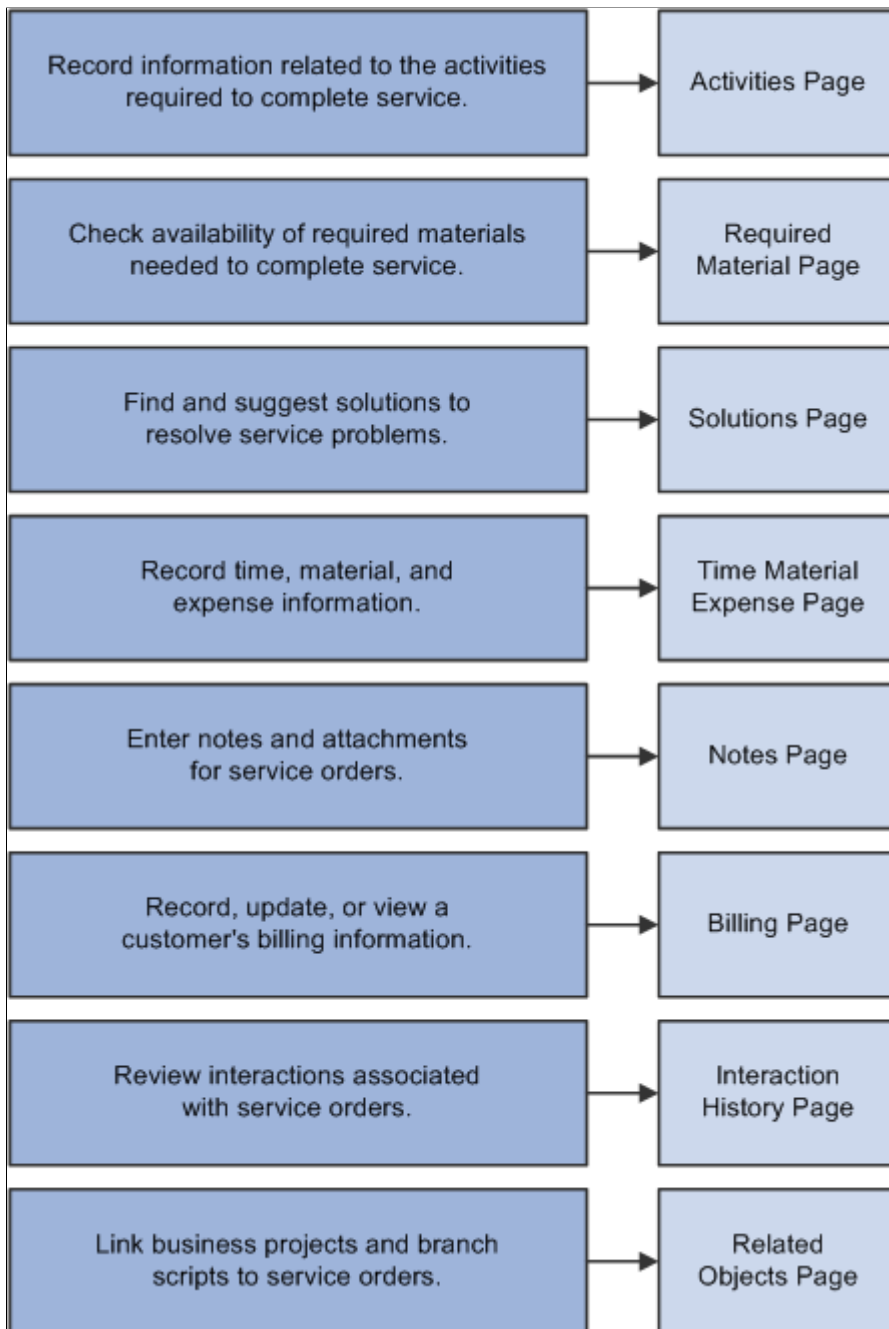 Record information related to the activities
required to complete service.
Activities Page
Check availability of required materials
needed to complete service.
Required
Material Page
Find and suggest solutions to
resolve service problems.
Solutions Page
Record time, material, and
expense information.
Time Material
Expense Page
Enter notes and attachments
for service orders.
Notes Page
Record, update, or view a
customer's billing information.
Billing Page
Review interactions associated
with service orders.
Interaction
History Page
Link business projects and branch
scripts to service orders.
Related
Objects Page